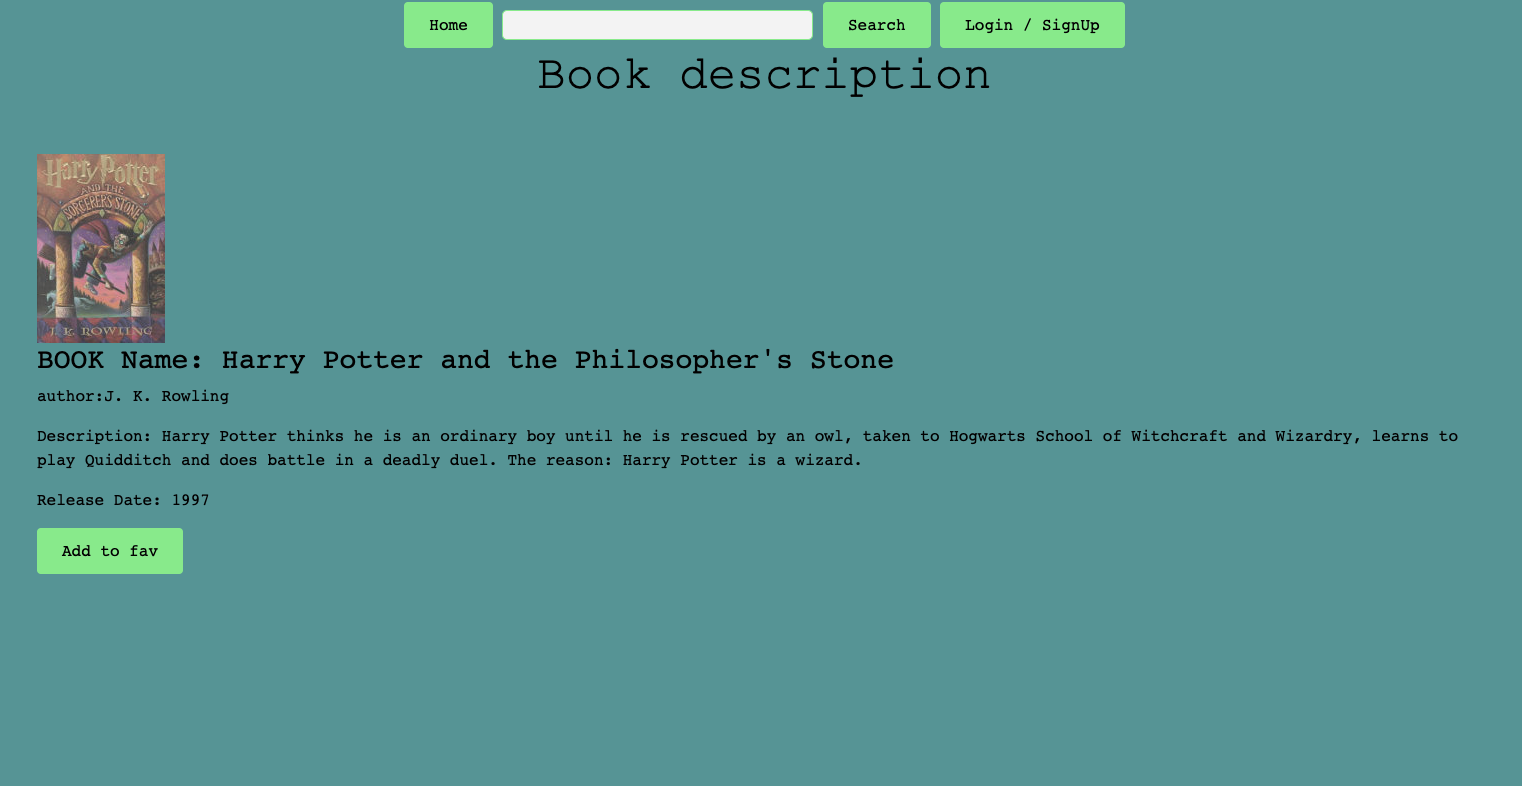 Home
Search
Login / SignUp
Book description
Harry Potter
AND THE
SORCERER'S STONE
J. K. ROWLING
BOOK Name: Harry Potter and the Philosopher's Stone
author:J. K. Rowling
Description: Harry Potter thinks he is an ordinary boy until he is rescued by an owl, taken to Hogwarts School of Witchcraft and Wizardry, learns to
play Quidditch and does battle in a deadly duel. The reason: Harry Potter is a wizard.
Release Date: 1997
Add to fav